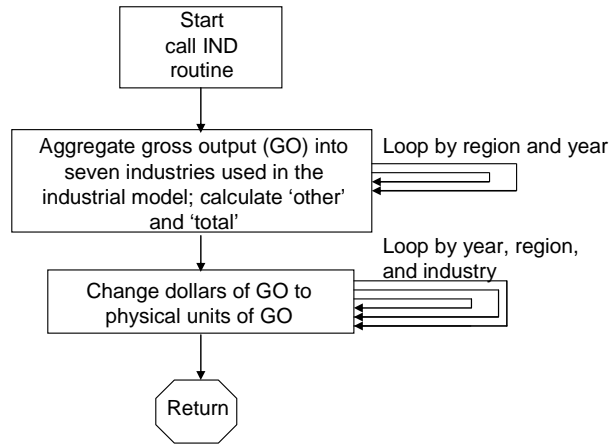 Start
call IND
routine
Aggregate gross output (GO) into
seven industries used in the
industrial model; calculate ‘other’
and ‘total’
Loop by region and year
Loop by year, region,
and industry
Change dollars of GO to
physical units of GO
Return